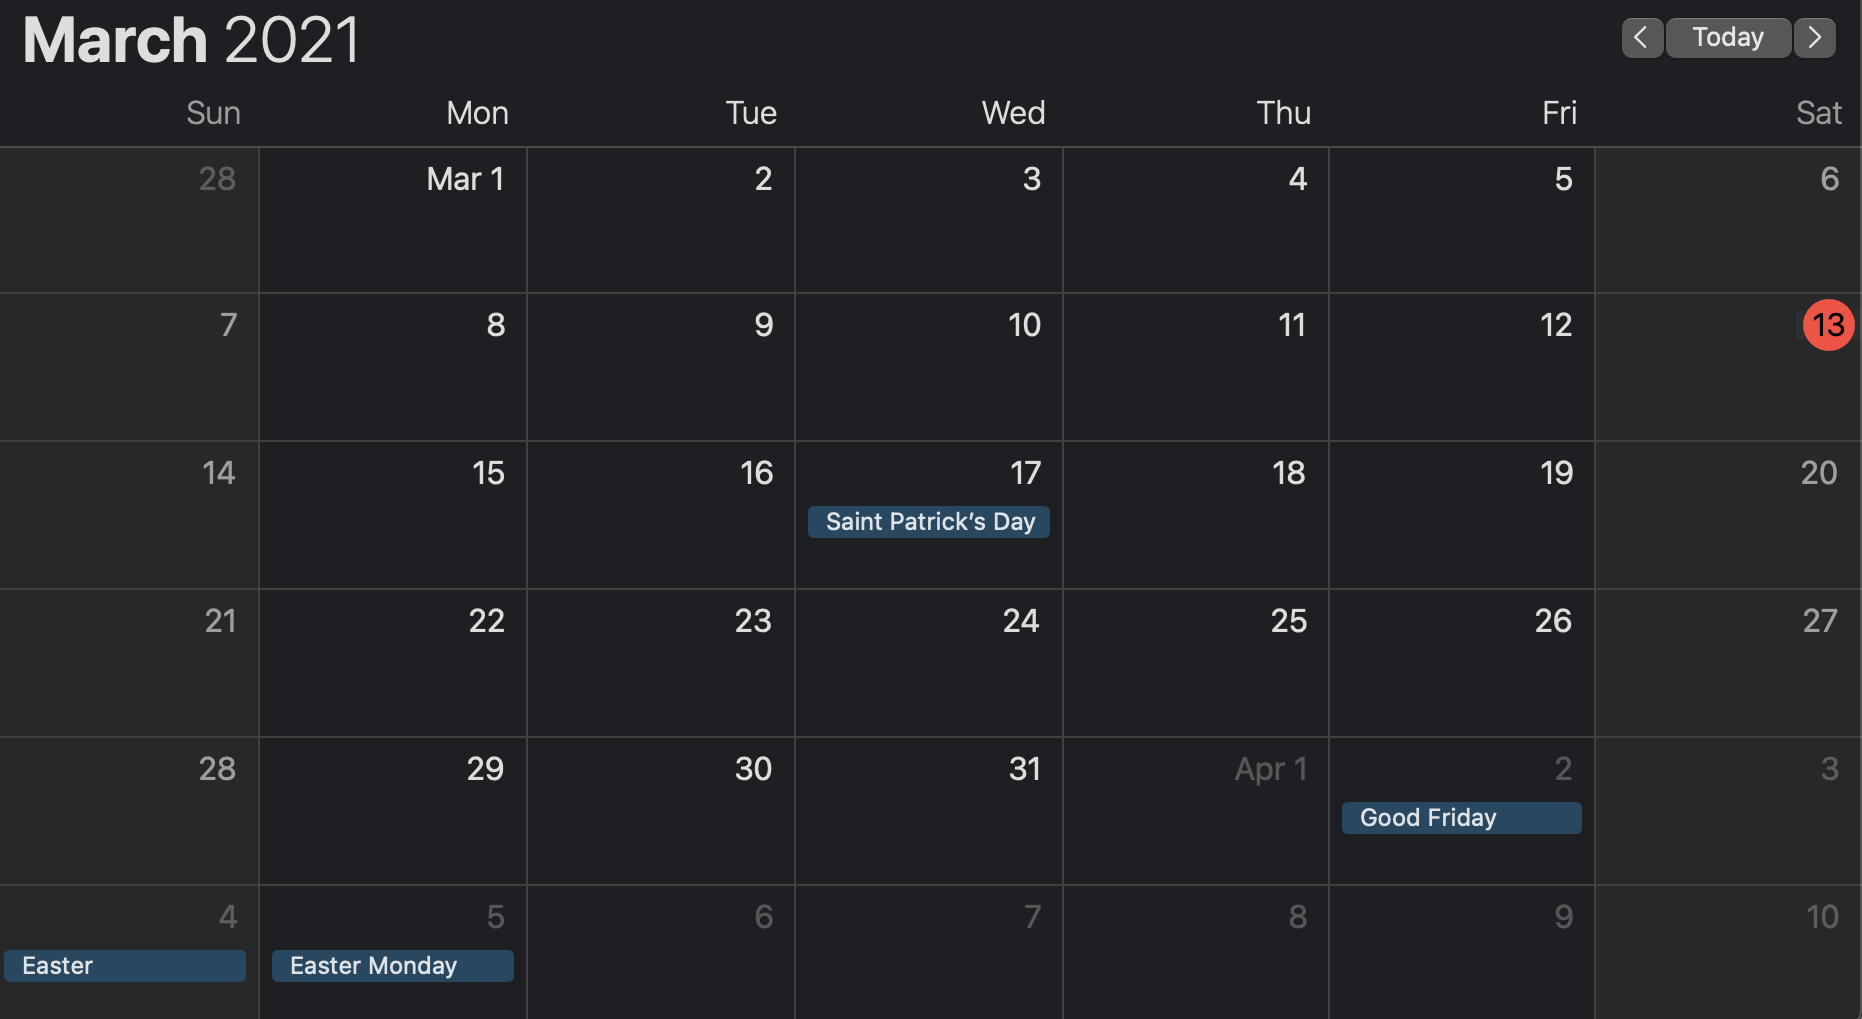 March 2021
Today
Sun Mon Tue Wed Thu Fri Sat
28 Mar 1 2 3 4 5 6
7 8 9 10 11 12 13
14 15 16 17 18 19 20
Saint Patrick’s Day
21 22 23 24 25 26 27
28 29 30 31 Apr 1 2 3
Good Friday
4 5 6 7 8 9 10
Easter Easter Monday